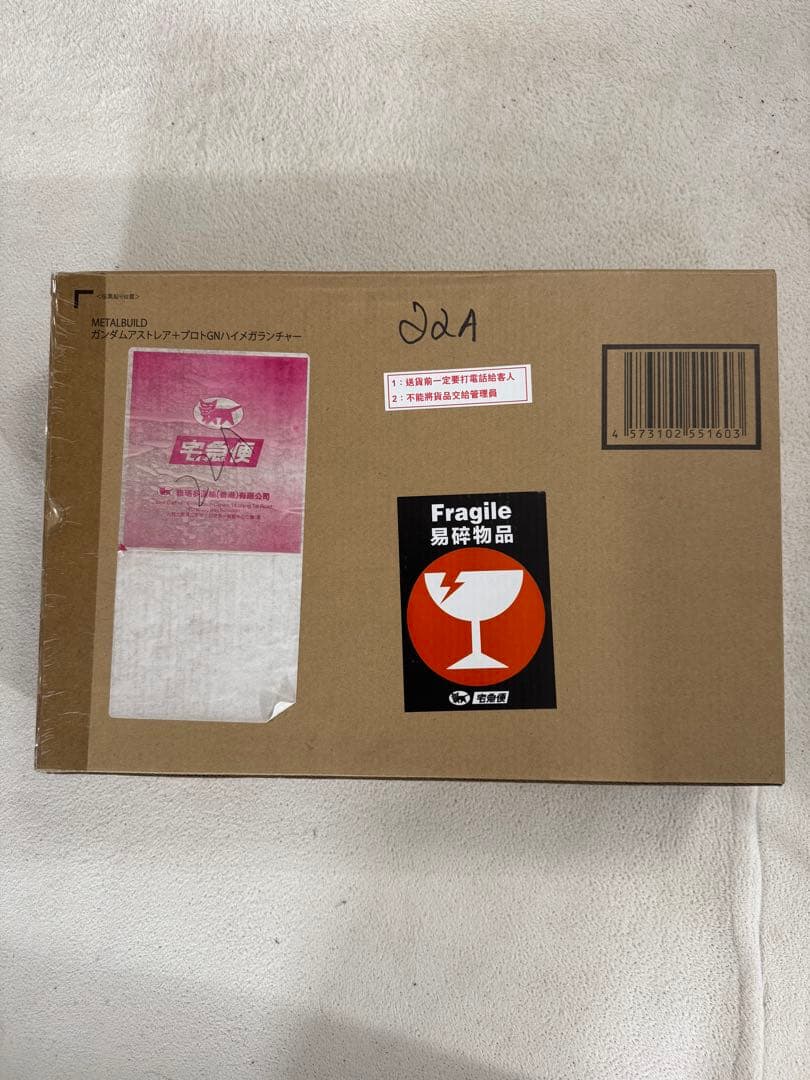 METALBUILD
ガンダムアストレア＋プロトGNハイメガランチャー
22A
1：送貨前一定要打電話給客人
2：不能將貨品交給管理員
4 573102 551603
宅急便
Fragile
易碎物品
宅急便